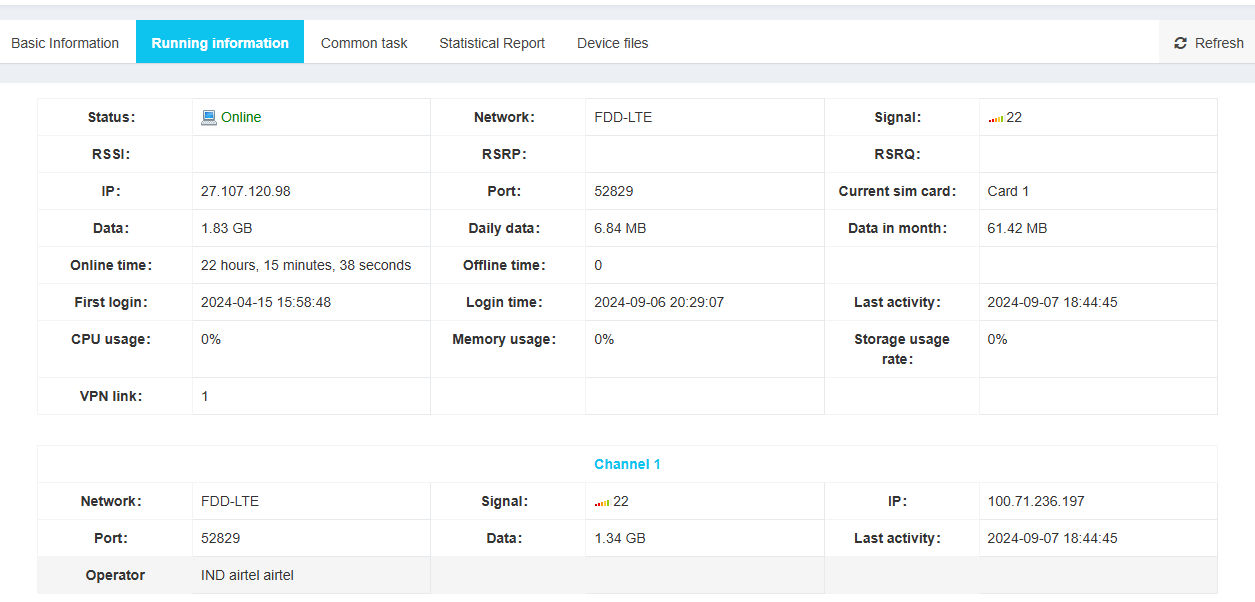 Basic Information Running information Common task Statistical Report Device files Refresh
Status: Online Network: FDD-LTE Signal: 22
RSSI: RSRP: RSRQ:
IP: 27.107.120.98 Port: 52829 Current sim card: Card 1
Data: 1.83 GB Daily data: 6.84 MB Data in month: 61.42 MB
Online time: 22 hours, 15 minutes, 38 seconds Offline time: 0
First login: 2024-04-15 15:58:48 Login time: 2024-09-06 20:29:07 Last activity: 2024-09-07 18:44:45
CPU usage: 0% Memory usage: 0% Storage usage rate: 0%
VPN link: 1
Channel 1
Network: FDD-LTE Signal: 22 IP: 100.71.236.197
Port: 52829 Data: 1.34 GB Last activity: 2024-09-07 18:44:45
Operator IND airtel airtel